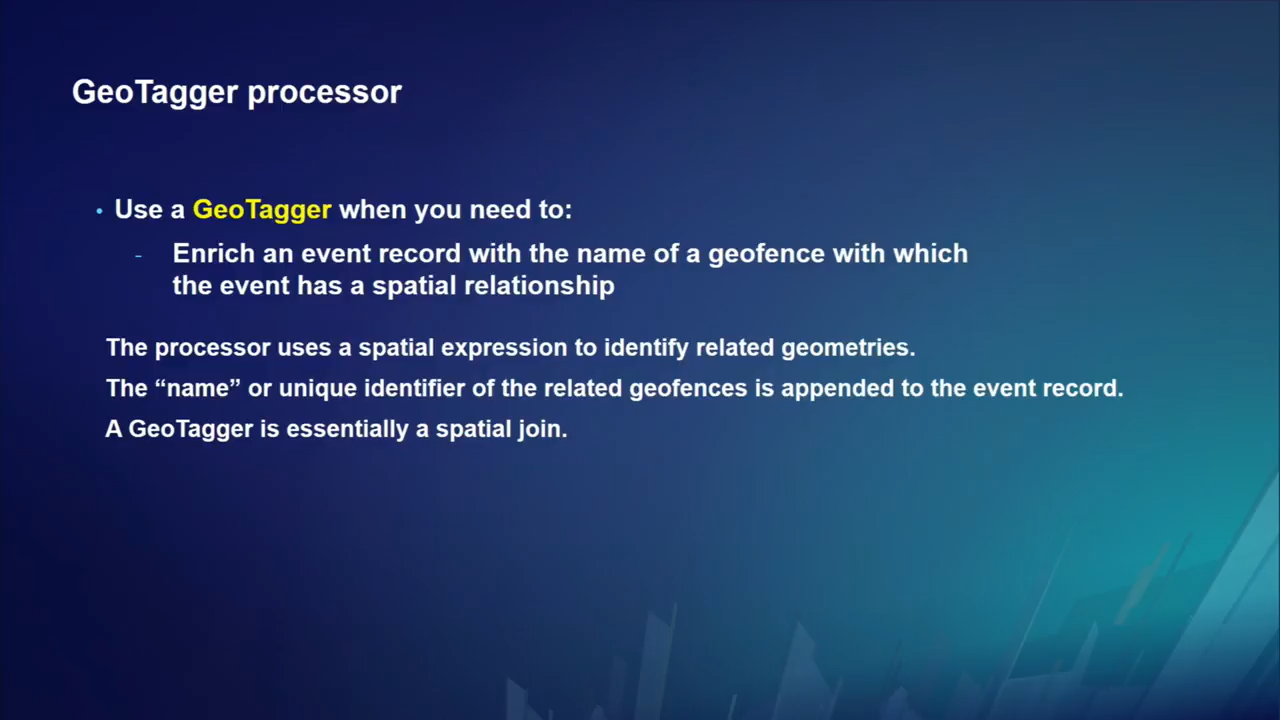 GeoTagger processor
• Use a GeoTagger when you need to:
- Enrich an event record with the name of a geofence with which
the event has a spatial relationship
The processor uses a spatial expression to identify related geometries.
The “name” or unique identifier of the related geofences is appended to the event record.
A GeoTagger is essentially a spatial join.